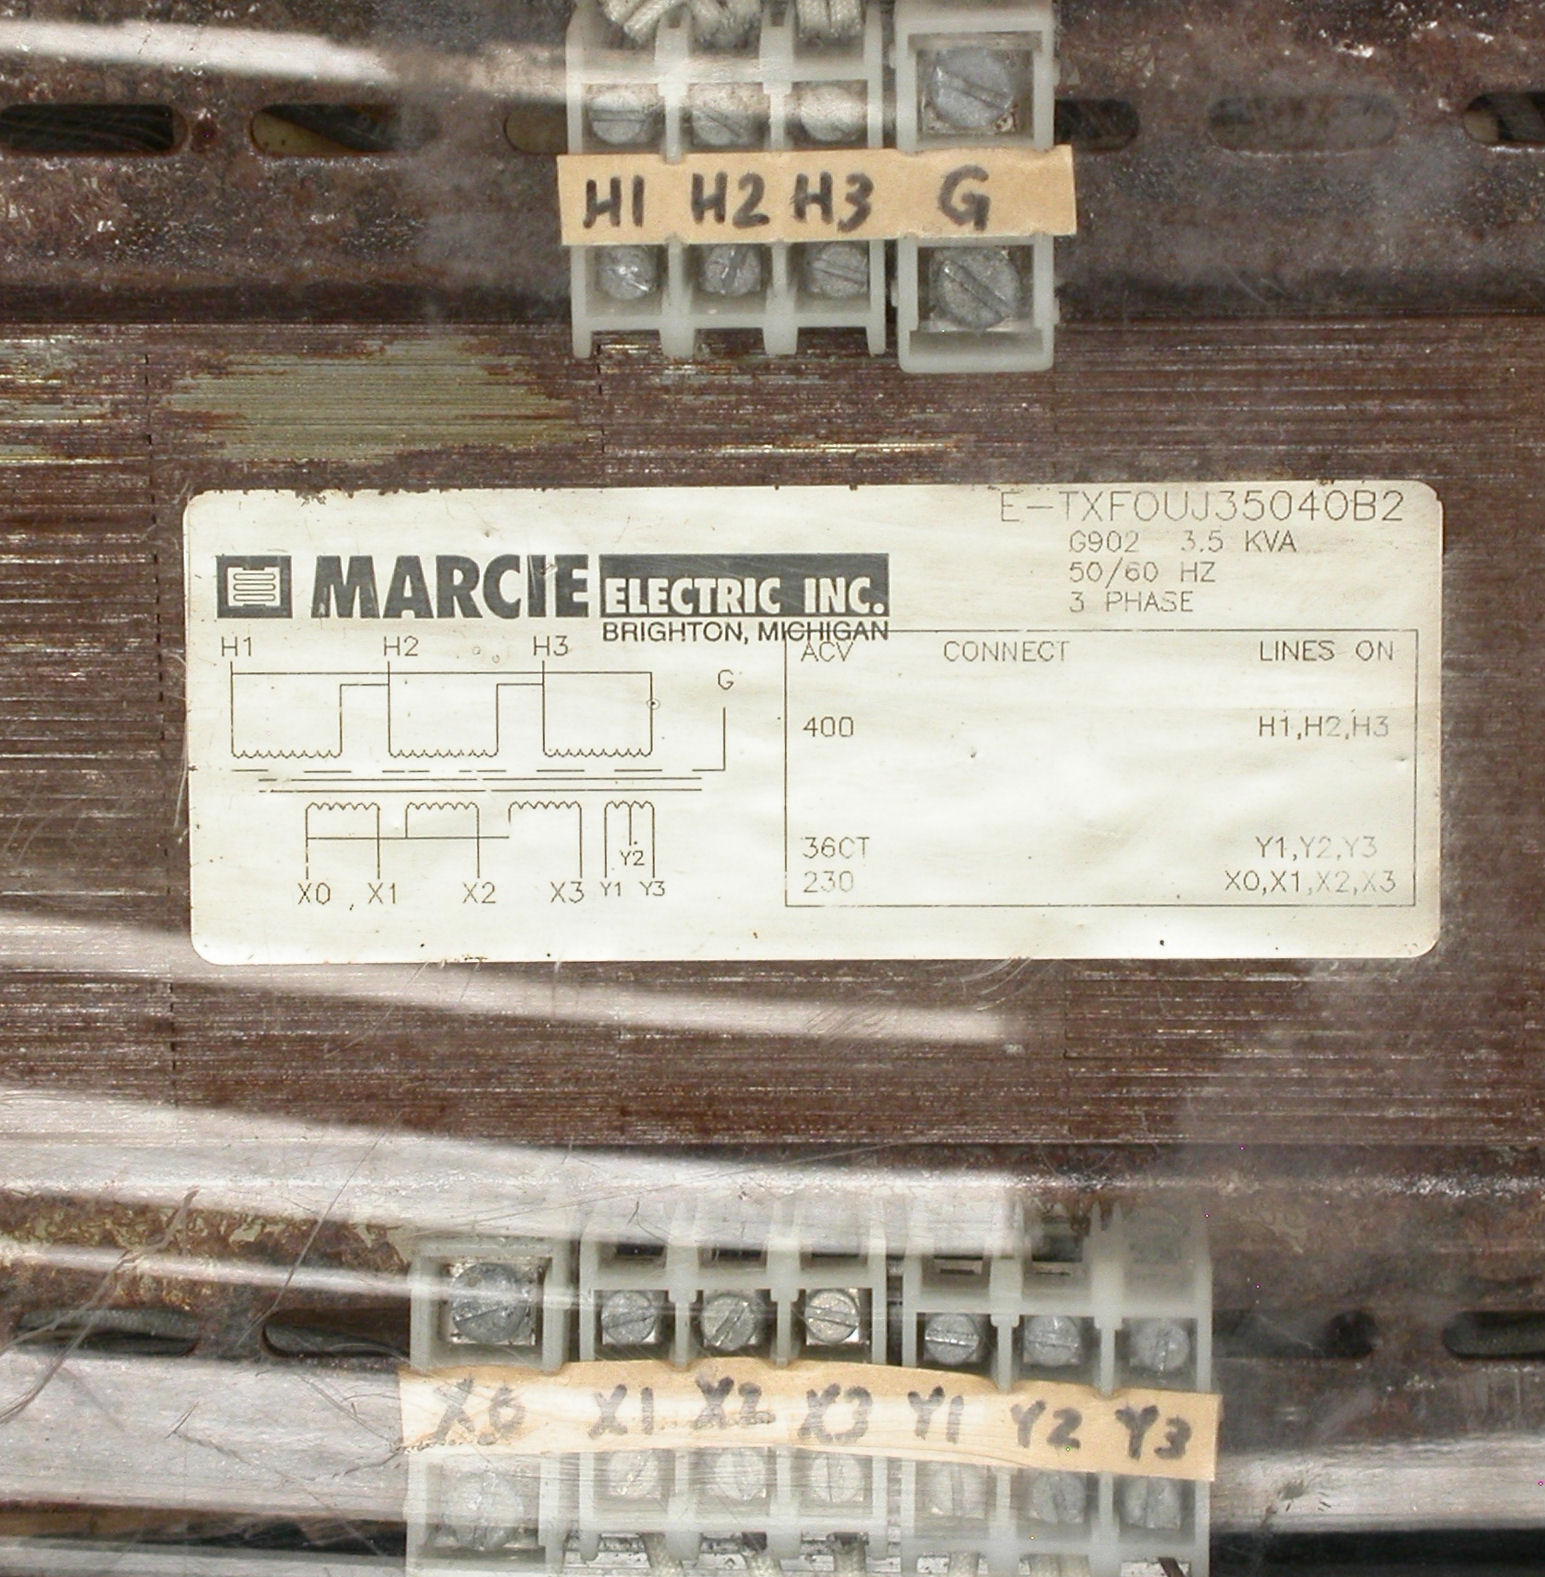 H1 H2 H3 G
E-TXFOUJ35040B2
G902 3.5 KVA
50/60 HZ
3 PHASE
MARCIE ELECTRIC INC.
BRIGHTON, MICHIGAN
H1 H2 H3 G
ACV CONNECT LINES ON
400 H1,H2,H3
36CT Y1,Y2,Y3
230 X0,X1,X2,X3
Y2
X0 X1 X2 X3 Y1 Y3
X0 X1 X2 X3 Y1 Y2 Y3